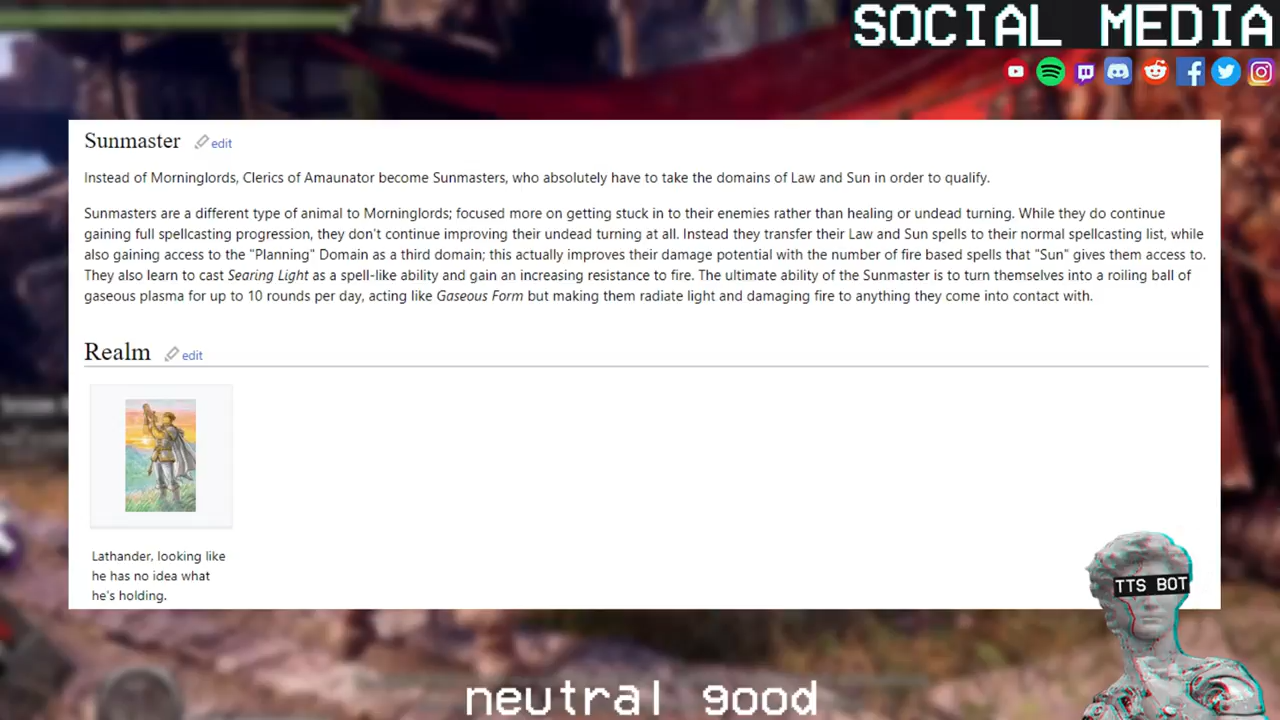 SOCIAL MEDIA
Sunmaster edit
Instead of Morninglords, Clerics of Amaunator become Sunmasters, who absolutely have to take the domains of Law and Sun in order to qualify.
Sunmasters are a different type of animal to Morninglords; focused more on getting stuck in to their enemies rather than healing or undead turning. While they do continue
gaining full spellcasting progression, they don't continue improving their undead turning at all. Instead they transfer their Law and Sun spells to their normal spellcasting list, while
also gaining access to the "Planning" Domain as a third domain; this actually improves their damage potential with the number of fire based spells that "Sun" gives them access to.
They also learn to cast Searing Light as a spell-like ability and gain an increasing resistance to fire. The ultimate ability of the Sunmaster is to turn themselves into a roiling ball of
gaseous plasma for up to 10 rounds per day, acting like Gaseous Form but making them radiate light and damaging fire to anything they come into contact with.
Realm edit
Lathander, looking like
he has no idea what
he's holding.
TTS BOT
neutral good